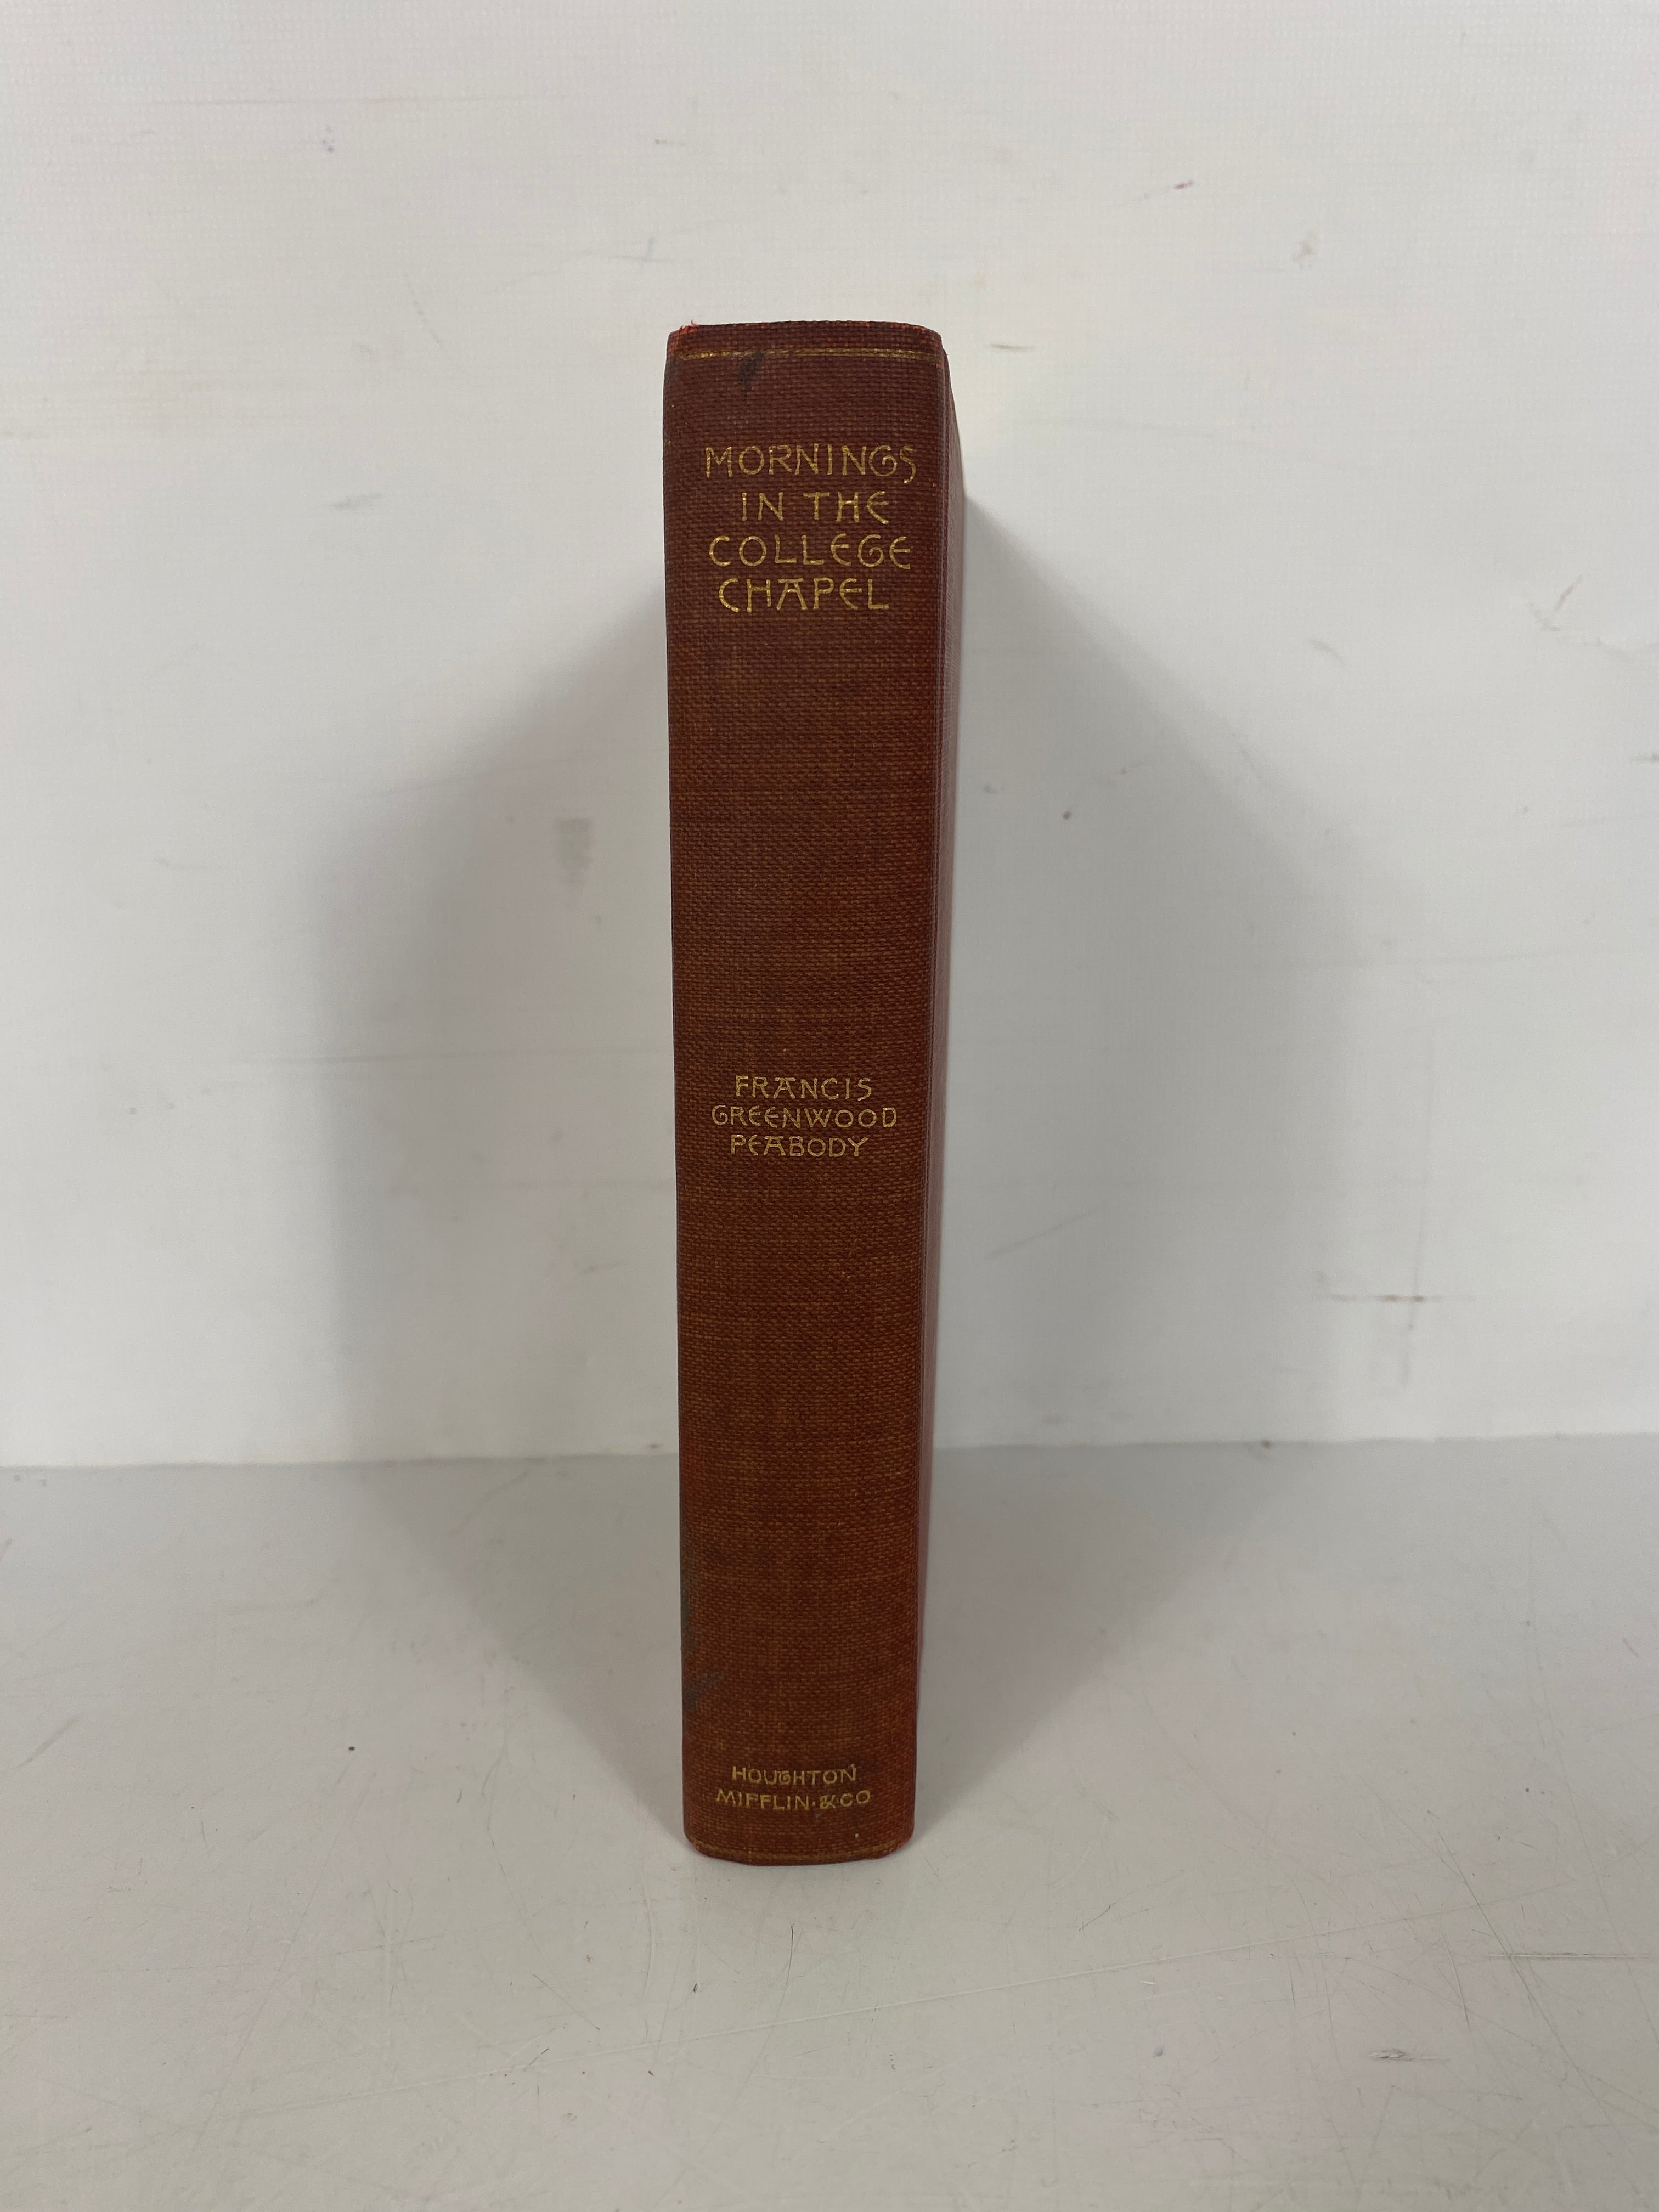 MORNINGS
IN THE
COLLEGE
CHAPEL
FRANCIS
GREENWOOD
PEABODY
HOUGHTON
MIFFLIN·&CO